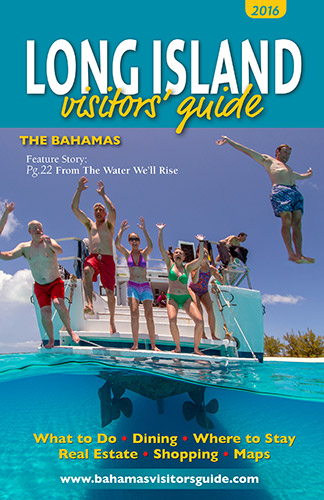 2016
LONG ISLAND
visitors' guide
THE BAHAMAS
Feature Story:
Pg.22 From The Water We'll Rise
What to Do • Dining • Where to Stay
Real Estate • Shopping • Maps
www.bahamasvisitorsguide.com